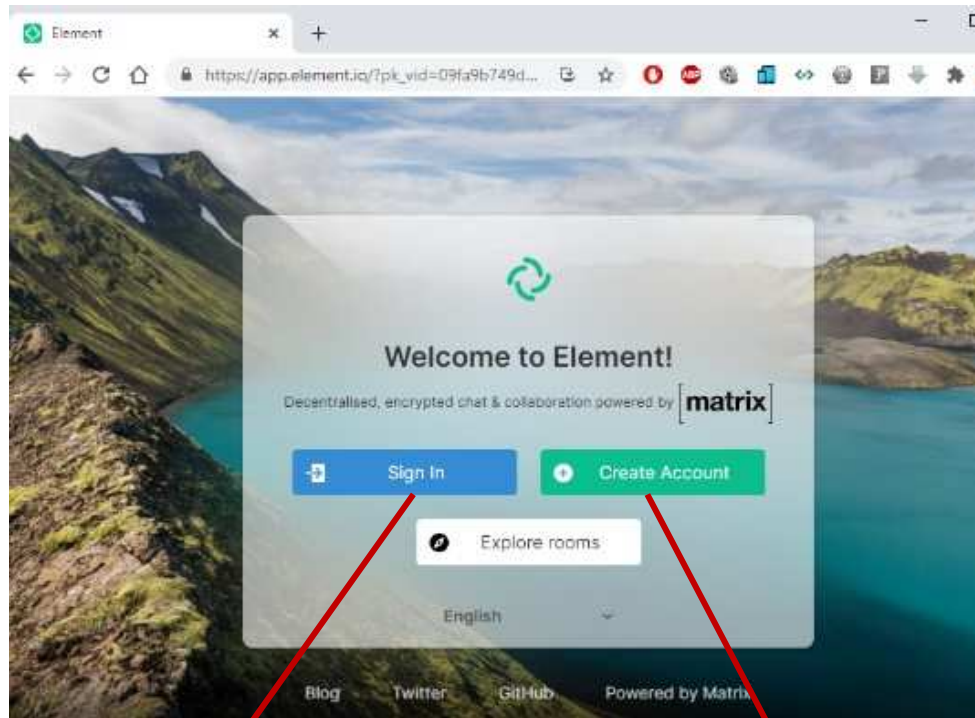 Element
https://app.element.io/?pk_vid=09fa9b749d...
ABP
Welcome to Element!
Decentralised, encrypted chat & collaboration powered by [matrix]
Sign In
Create Account
Explore rooms
English
Blog Twitter GitHub Powered by Matrix